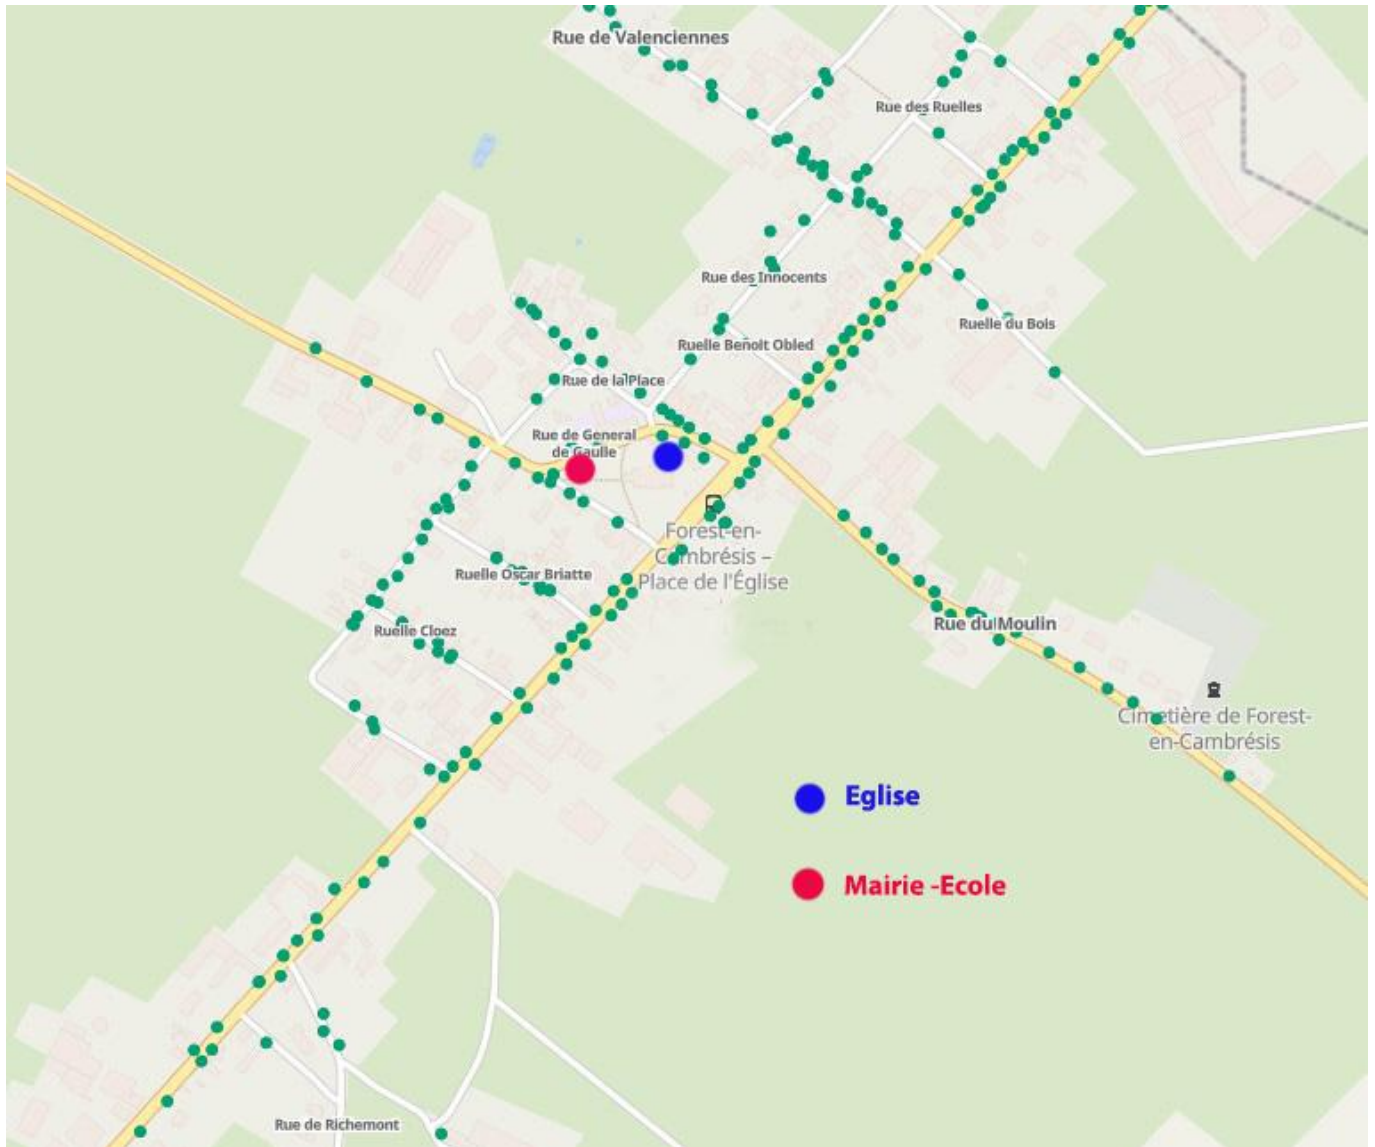 Rue de Valenciennes
Rue des Ruelles
Rue des Innocents
Ruelle du Bois
Ruelle Benoit Obled
Rue de la Place
Rue de General
de Gaulle
Forest-en-
Cambrésis –
Place de l'Église
Ruelle Oscar Briatte
Ruelle Cloez
Rue du Moulin
Cimetière de Forest-
en-Cambrésis
Eglise
Mairie -Ecole
Rue de Richemont